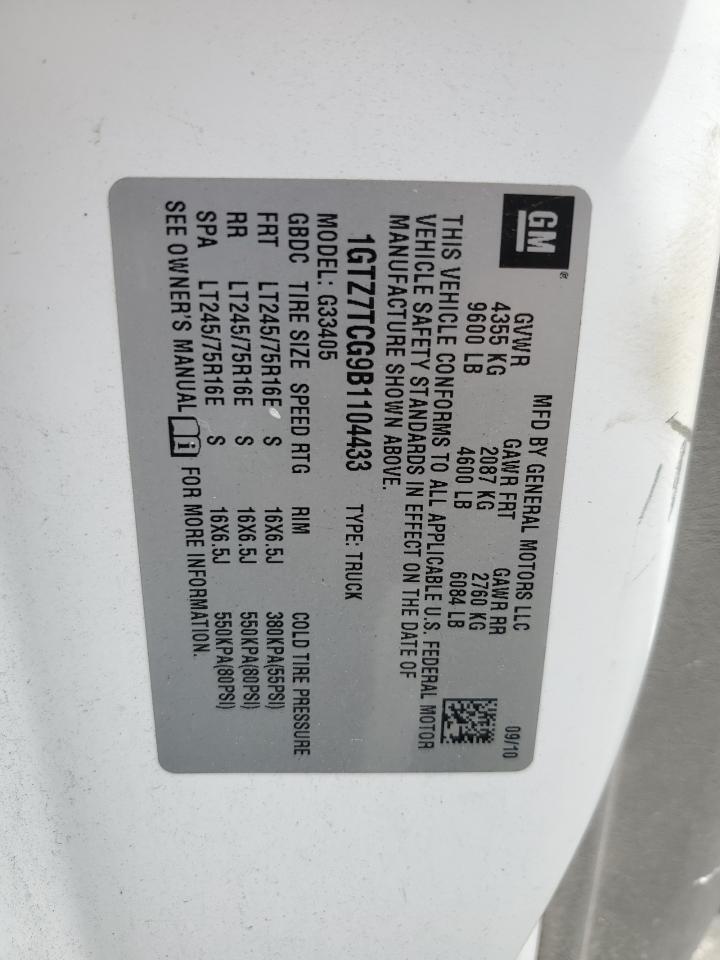 GM®
MFD BY GENERAL MOTORS LLC 09/10
GVWR GAWR FRT GAWR RR
4355 KG 2087 KG 2760 KG
9600 LB 4600 LB 6084 LB
THIS VEHICLE CONFORMS TO ALL APPLICABLE U.S. FEDERAL MOTOR
VEHICLE SAFETY STANDARDS IN EFFECT ON THE DATE OF
MANUFACTURE SHOWN ABOVE.
1GTZ7TCG9B1104433 TYPE: TRUCK
MODEL: G33405
GBDC TIRE SIZE SPEED RTG RIM COLD TIRE PRESSURE
FRT LT245/75R16E S 16X6.5J 380KPA(55PSI)
RR LT245/75R16E S 16X6.5J 550KPA(80PSI)
SPA LT245/75R16E S 16X6.5J 550KPA(80PSI)
SEE OWNER'S MANUAL i FOR MORE INFORMATION.